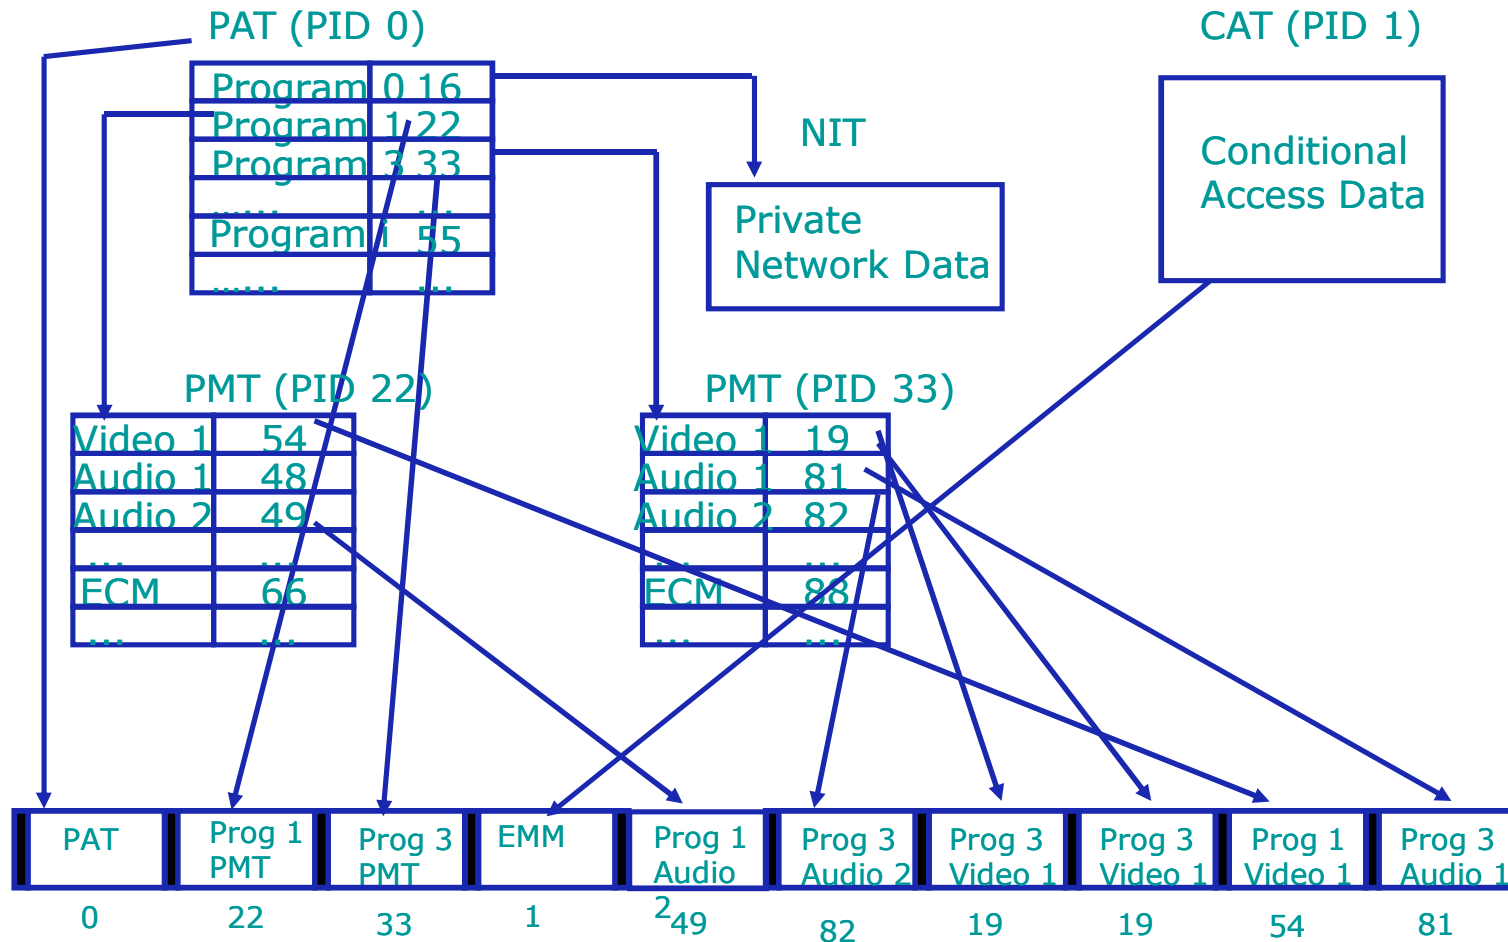 PAT (PID 0)
CAT (PID 1)
Program 0 16
Program 1 22
Program 3 33
...... ...
Program i 55
...... ...
NIT
Private
Network Data
Conditional
Access Data
PMT (PID 22)
Video 1 54
Audio 1 48
Audio 2 49
... ...
ECM 66
... ...
PMT (PID 33)
Video 1 19
Audio 1 81
Audio 2 82
... ...
ECM 88
... ...
PAT
Prog 1
PMT
Prog 3
PMT
EMM
Prog 1
Audio
2
Prog 3
Audio 2
Prog 3
Video 1
Prog 3
Video 1
Prog 1
Video 1
Prog 3
Audio 1
0 22 33 1 49 82 19 19 54 81